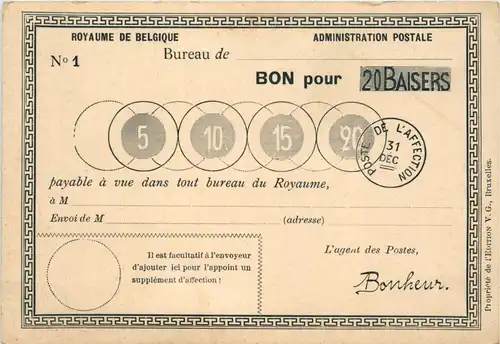 ROYAUME DE BELGIQUE ADMINISTRATION POSTALE
No 1 Bureau de
BON pour 20 BAISERS
5 10 15 20
POSTE DE L'AFFECTION
31
DEC
payable à vue dans tout bureau du Royaume,
à M
Envoi de M (adresse)
Il est facultatif à l'envoyeur
d'ajouter ici pour l'appoint un
supplément d'affection !
L'agent des Postes,
Bonheur.
Propriété de l'EDITION V. G., Bruxelles.